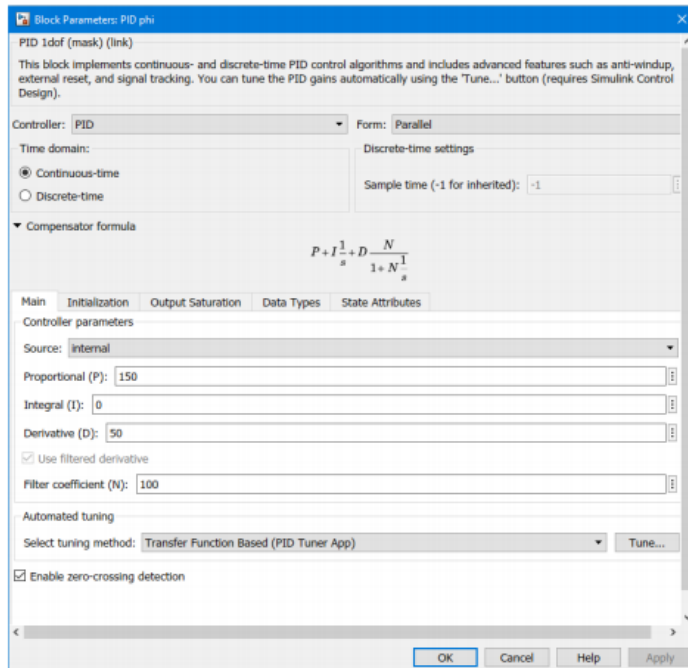 Block Parameters: PID phi
PID 1dof (mask) (link)
This block implements continuous- and discrete-time PID control algorithms and includes advanced features such as anti-windup,
external reset, and signal tracking. You can tune the PID gains automatically using the 'Tune...' button (requires Simulink Control
Design).
Controller: PID Form: Parallel
Time domain: Discrete-time settings
Continuous-time
Sample time (-1 for inherited): -1
Discrete-time
Compensator formula
P + I 1/s + D N/(1 + N 1/s)
Main Initialization Output Saturation Data Types State Attributes
Controller parameters
Source: internal
Proportional (P): 150
Integral (I): 0
Derivative (D): 50
Use filtered derivative
Filter coefficient (N): 100
Automated tuning
Select tuning method: Transfer Function Based (PID Tuner App) Tune...
Enable zero-crossing detection
OK Cancel Help Apply